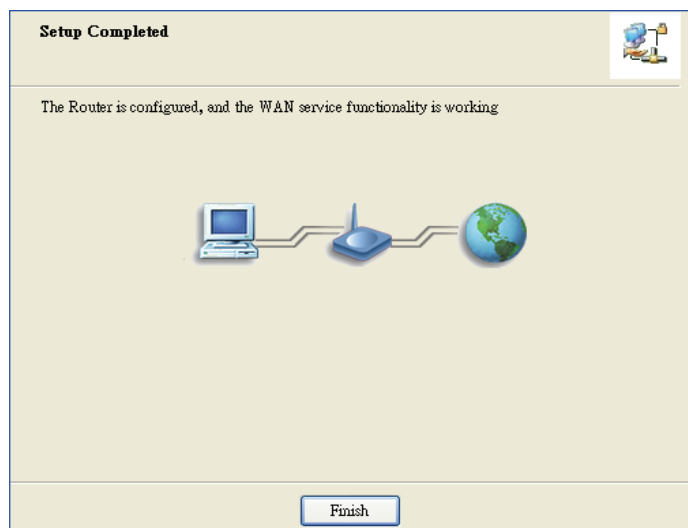 Setup Completed
The Router is configured, and the WAN service functionality is working
Finish